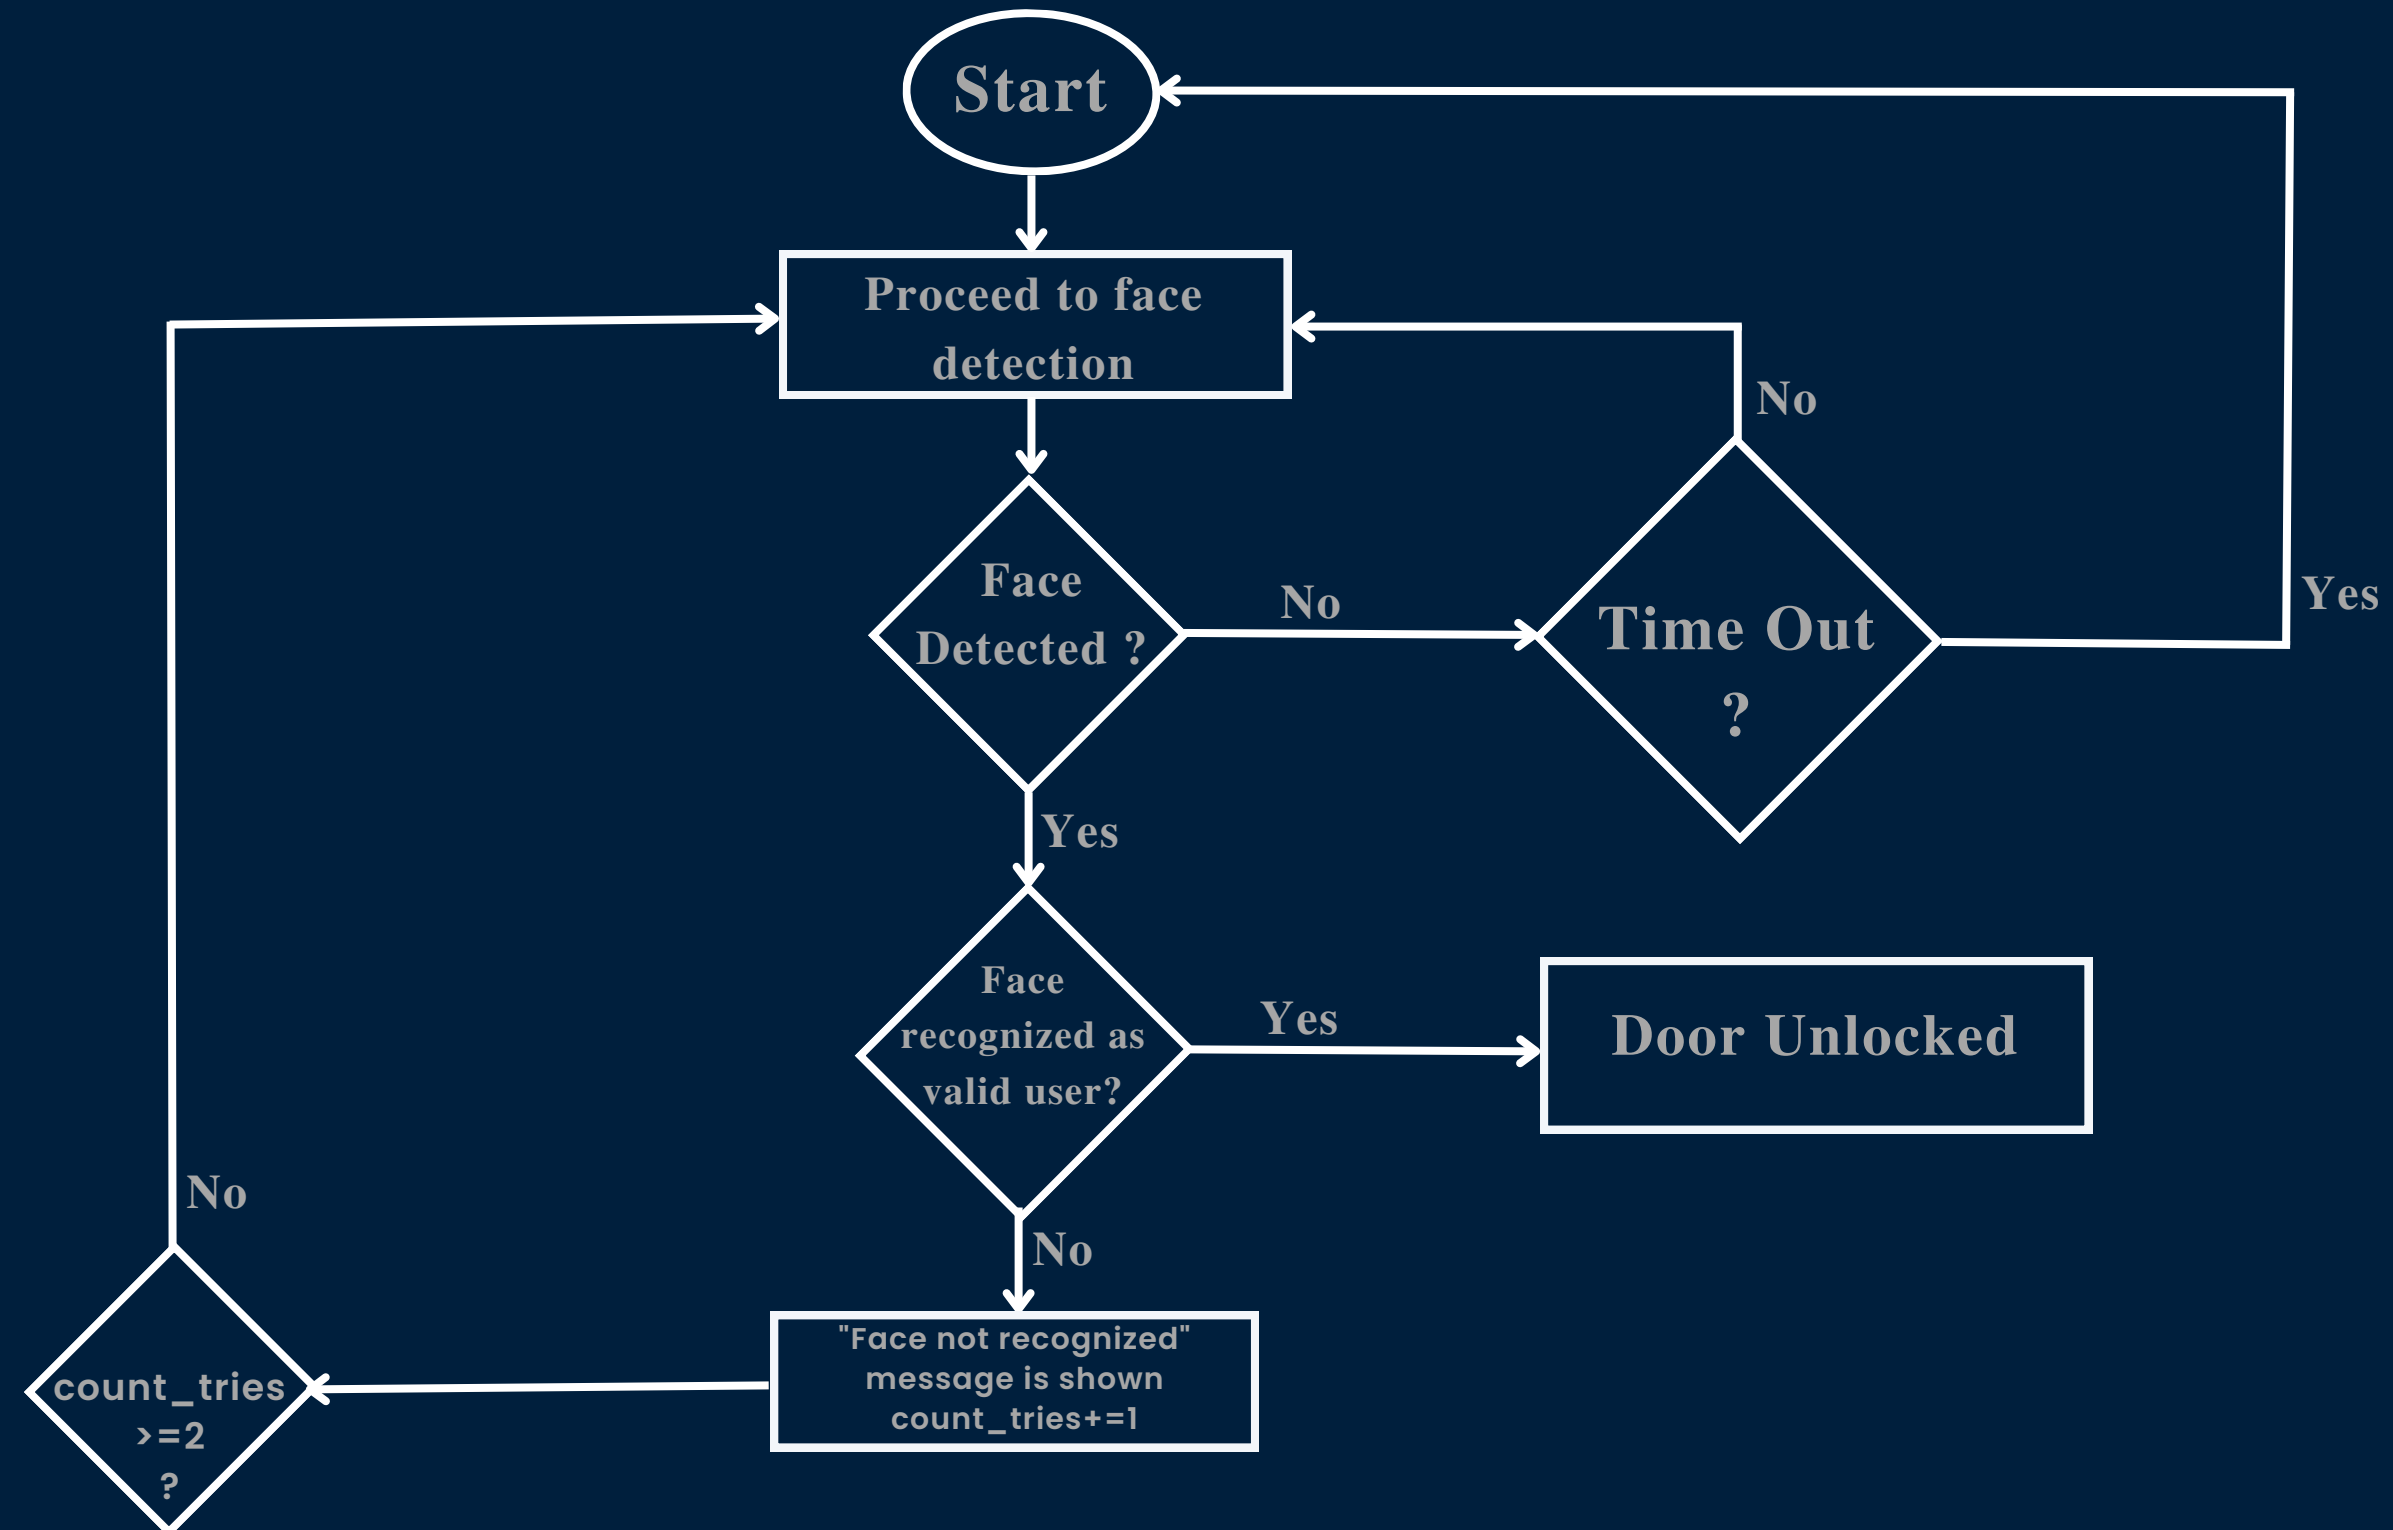 Start
Proceed to face
detection
No
Face
Detected ?
No
Time Out
?
Yes
Yes
Face
recognized as
valid user?
Yes
Door Unlocked
No
No
"Face not recognized"
message is shown
count_tries+=1
count_tries
>=2
?